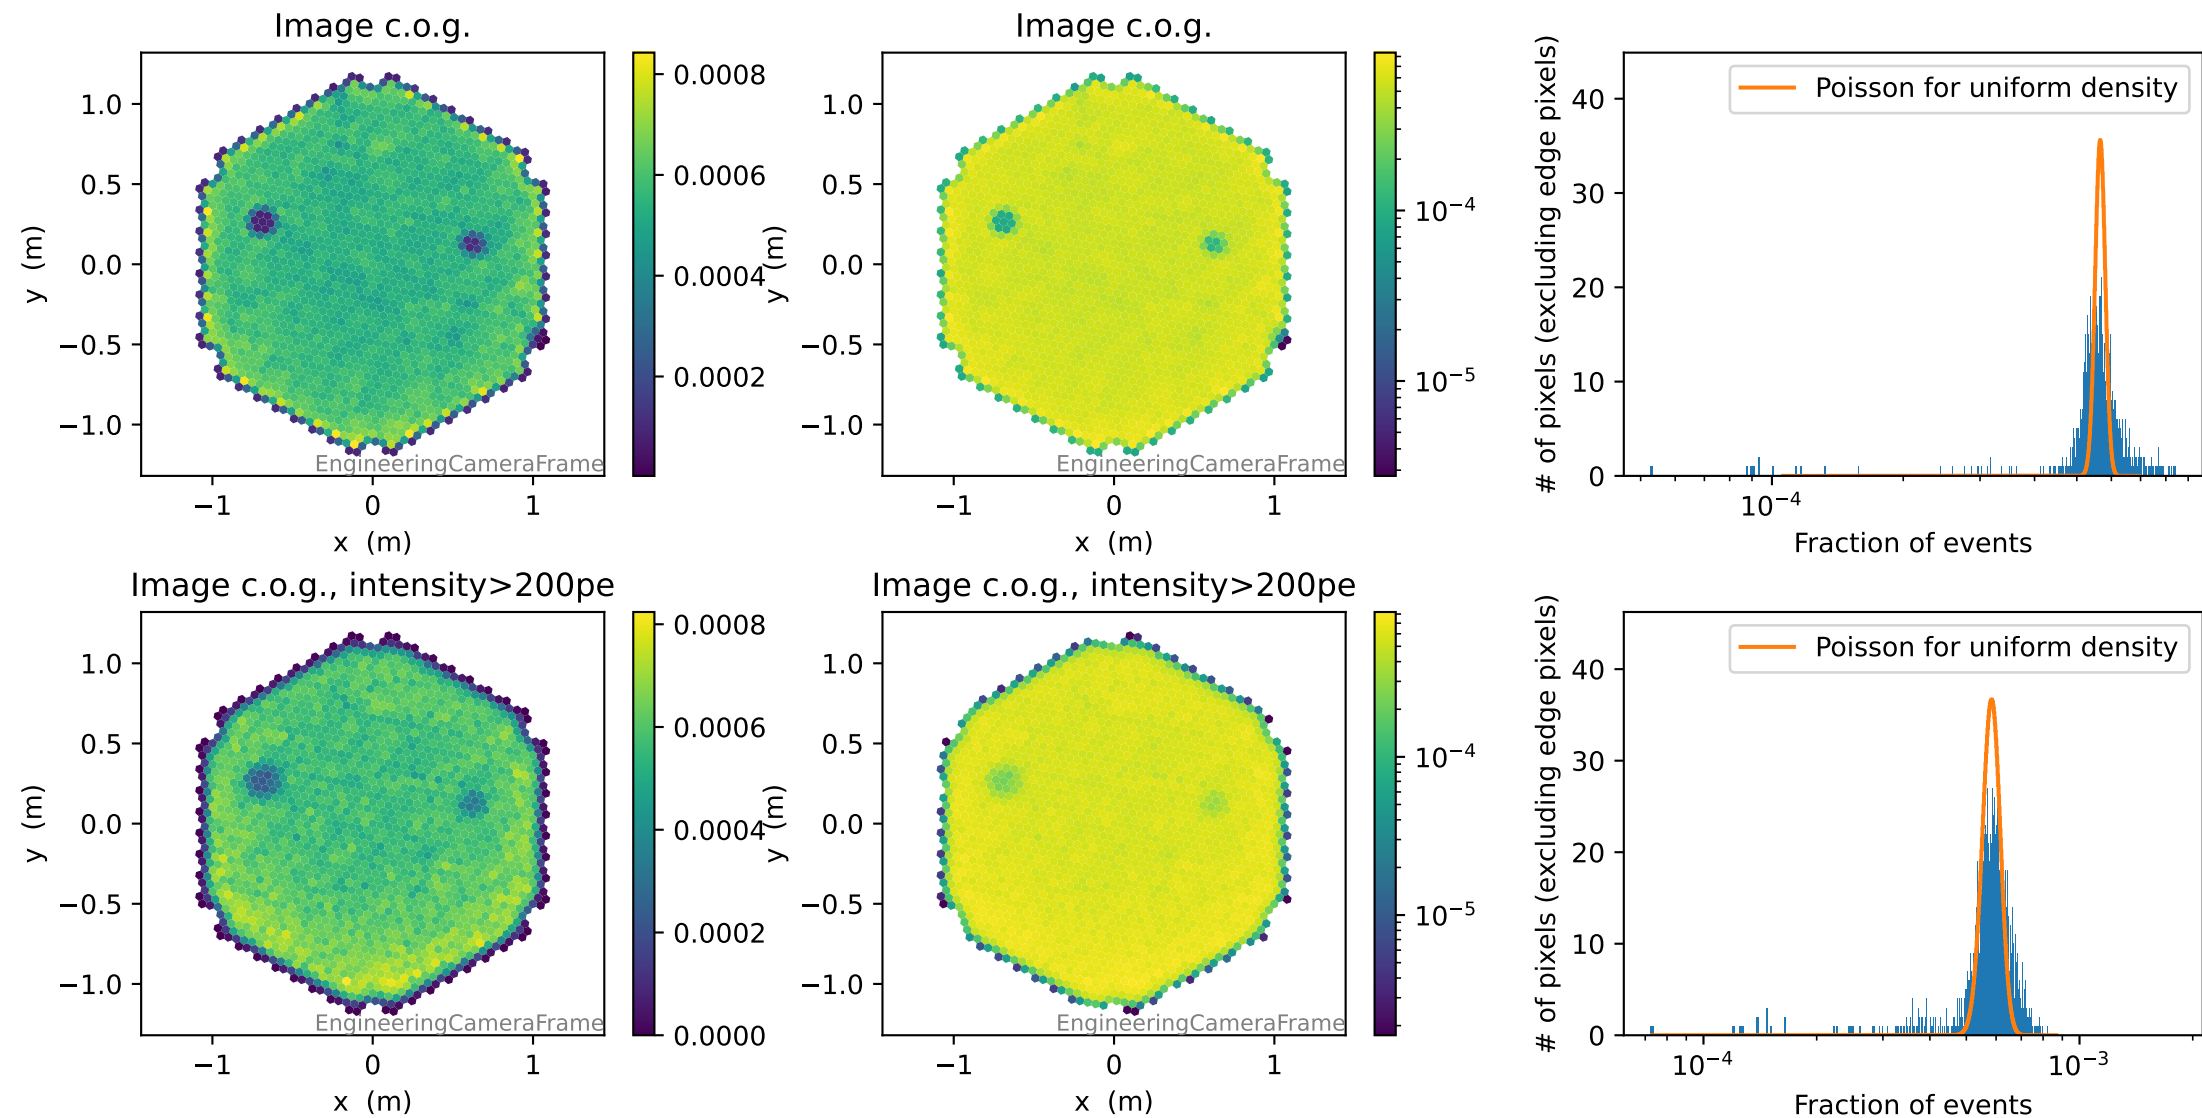 Image c.o.g.
y (m)
1.0
0.5
0.0
−0.5
−1.0
−1
0
1
x (m)
EngineeringCameraFrame
0.0008
0.0006
0.0004
0.0002
Image c.o.g.
y (m)
1.0
0.5
0.0
−0.5
−1.0
−1
0
1
x (m)
EngineeringCameraFrame
10⁻⁴
10⁻⁵
# of pixels (excluding edge pixels)
40
30
20
10
0
Poisson for uniform density
10⁻⁴
Fraction of events
Image c.o.g., intensity>200pe
y (m)
1.0
0.5
0.0
−0.5
−1.0
−1
0
1
x (m)
EngineeringCameraFrame
0.0008
0.0006
0.0004
0.0002
0.0000
Image c.o.g., intensity>200pe
y (m)
1.0
0.5
0.0
−0.5
−1.0
−1
0
1
x (m)
EngineeringCameraFrame
10⁻⁴
10⁻⁵
# of pixels (excluding edge pixels)
40
30
20
10
0
Poisson for uniform density
10⁻⁴
10⁻³
Fraction of events